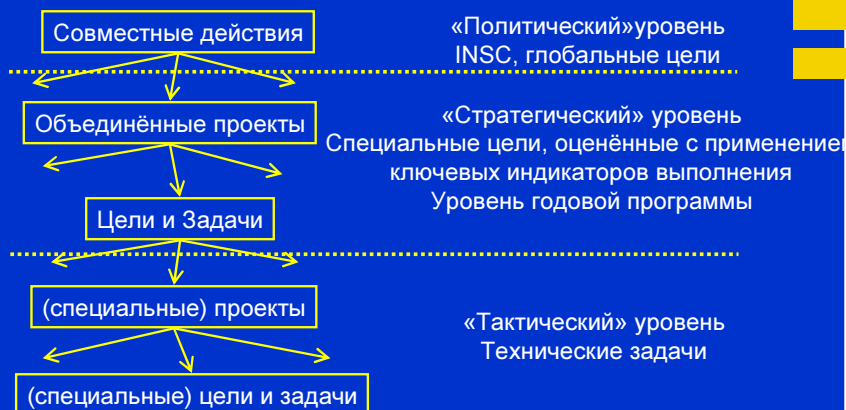 Совместные действия
«Политический»уровень
INSC, глобальные цели
Объединённые проекты
«Стратегический» уровень
Специальные цели, оценённые с применением
ключевых индикаторов выполнения
Уровень годовой программы
Цели и Задачи
(специальные) проекты
«Тактический» уровень
Технические задачи
(специальные) цели и задачи